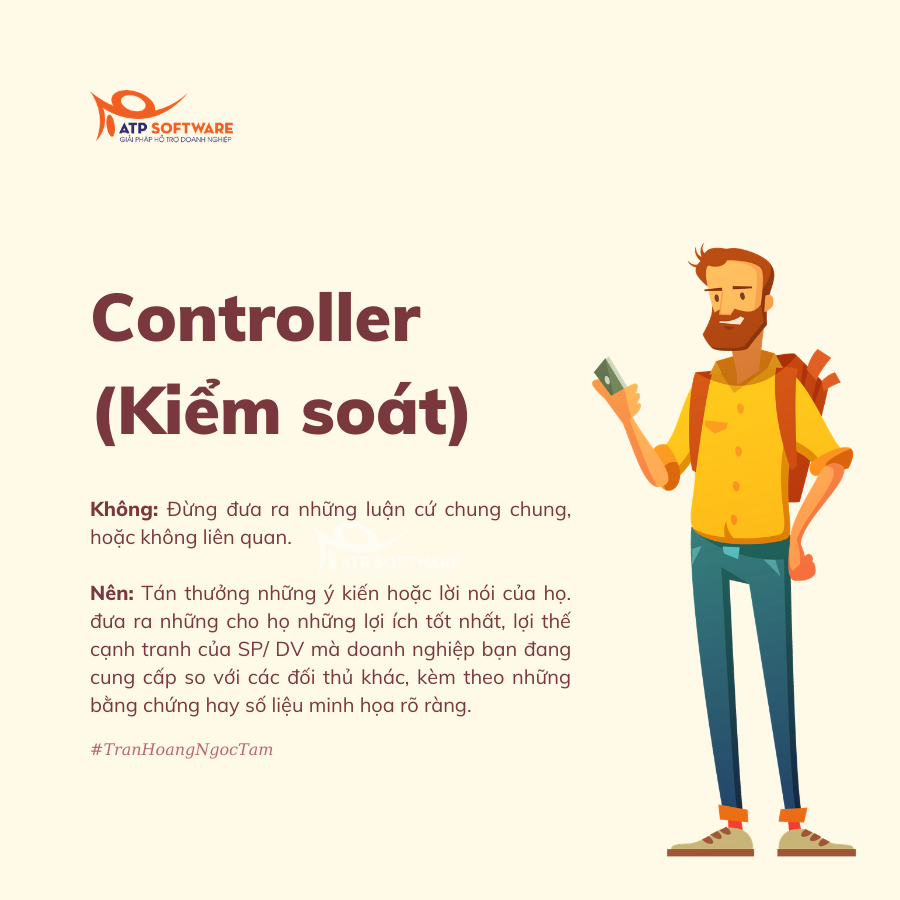 ATP SOFTWARE
GIẢI PHÁP HỖ TRỢ DOANH NGHIỆP
Controller
(Kiểm soát)
Không: Đừng đưa ra những luận cứ chung chung,
hoặc không liên quan.
ATP SOFTWARE
Nên: Tán thưởng những ý kiến hoặc lời nói của họ.
đưa ra những cho họ những lợi ích tốt nhất, lợi thế
cạnh tranh của SP/ DV mà doanh nghiệp bạn đang
cung cấp so với các đối thủ khác, kèm theo những
bằng chứng hay số liệu minh họa rõ ràng.
#TranHoangNgocTam